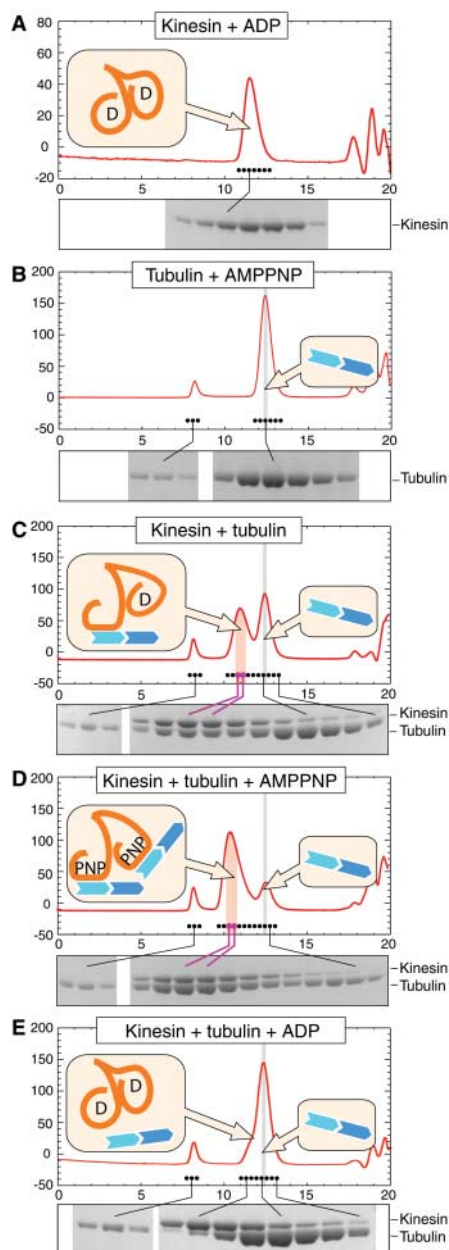 A
Kinesin + ADP
80
60
40
20
0
-20
D
D
0 5 10 15 20
Kinesin
B
Tubulin + AMPPNP
200
150
100
50
0
-50
0 5 10 15 20
Tubulin
C
Kinesin + tubulin
200
150
100
50
0
-50
D
0 5 10 15 20
Kinesin
Tubulin
D
Kinesin + tubulin + AMPPNP
200
150
100
50
0
-50
PNP
PNP
0 5 10 15 20
Kinesin
Tubulin
E
Kinesin + tubulin + ADP
200
150
100
50
0
-50
D
D
0 5 10 15 20
Kinesin
Tubulin